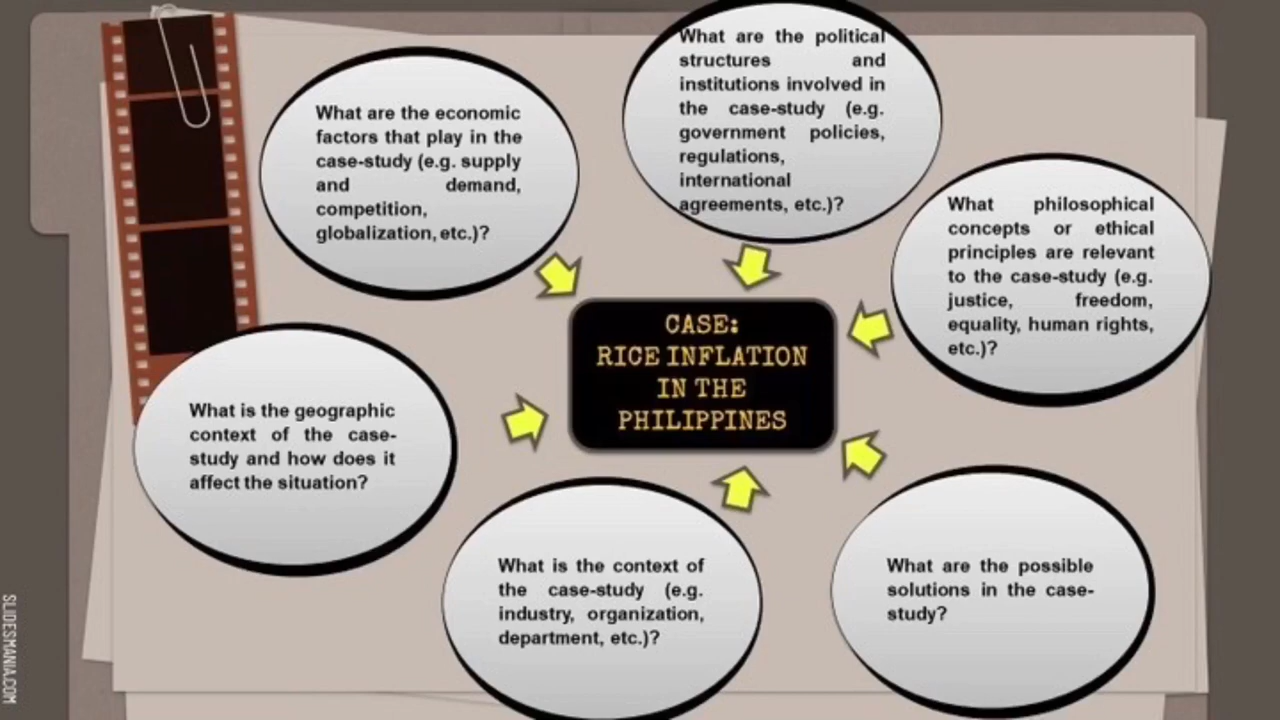 What are the economic
factors that play in the
case-study (e.g. supply
and demand,
competition,
globalization, etc.)?
What are the political
structures and
institutions involved in
the case-study (e.g.
government policies,
regulations,
international
agreements, etc.)?
What philosophical
concepts or ethical
principles are relevant
to the case-study (e.g.
justice, freedom,
equality, human rights,
etc.)?
CASE:
RICE INFLATION
IN THE
PHILIPPINES
What is the geographic
context of the case-
study and how does it
affect the situation?
What is the context of
the case-study (e.g.
industry, organization,
department, etc.)?
What are the possible
solutions in the case-
study?
SLIDESMANIA.COM